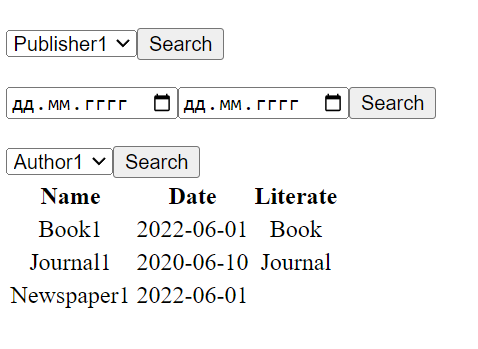 Publisher1 Search
дд.мм.гггг дд.мм.гггг Search
Author1 Search
Name Date Literate
Book1 2022-06-01 Book
Journal1 2020-06-10 Journal
Newspaper1 2022-06-01